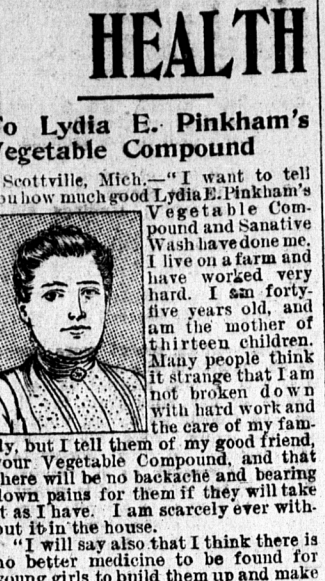 HEALTH
o Lydia E. Pinkham's
Vegetable Compound
Scottville, Mich.—"I want to tell
ou how much good Lydia E. Pinkham's
Vegetable Com-
pound and Sanative
Wash have done me.
I live on a farm and
have worked very
hard. I am forty-
five years old, and
am the mother of
thirteen children.
Many people think
it strange that I am
not broken down
with hard work and
the care of my fam-
ly, but I tell them of my good friend,
our Vegetable Compound, and that
here will be no backache and bearing
down pains for them if they will take
t as I have. I am scarcely ever with-
out it in the house.
"I will say also that I think there is
no better medicine to be found for
young girls to build them up and make